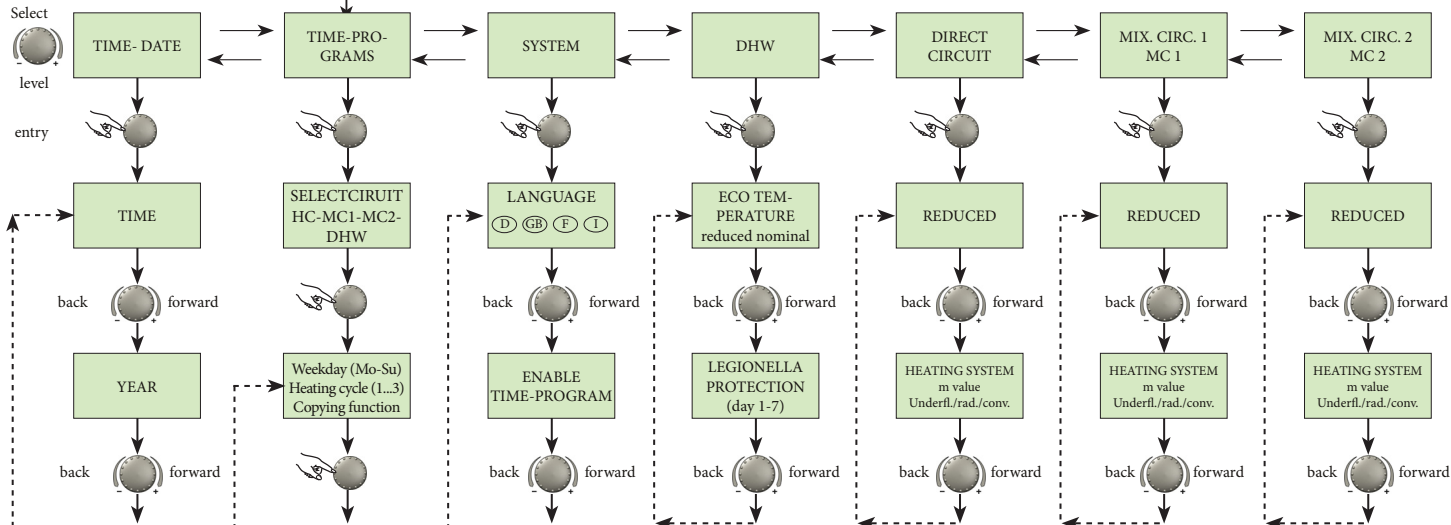 Select
level
entry
TIME- DATE
TIME-PRO-
GRAMS
SYSTEM
DHW
DIRECT
CIRCUIT
MIX. CIRC. 1
MC 1
MIX. CIRC. 2
MC 2
- +
TIME
SELECTCIRUIT
HC-MC1-MC2-
DHW
LANGUAGE
D GB F I
ECO TEM-
PERATURE
reduced nominal
REDUCED
REDUCED
REDUCED
back - + forward
back - + forward
back - + forward
back - + forward
back - + forward
back - + forward
YEAR
Weekday (Mo-Su)
Heating cycle (1...3)
Copying function
ENABLE
TIME-PROGRAM
LEGIONELLA
PROTECTION
(day 1-7)
HEATING SYSTEM
m value
Underfl./rad./conv.
HEATING SYSTEM
m value
Underfl./rad./conv.
HEATING SYSTEM
m value
Underfl./rad./conv.
back - + forward
back - + forward
back - + forward
back - + forward
back - + forward
back - + forward